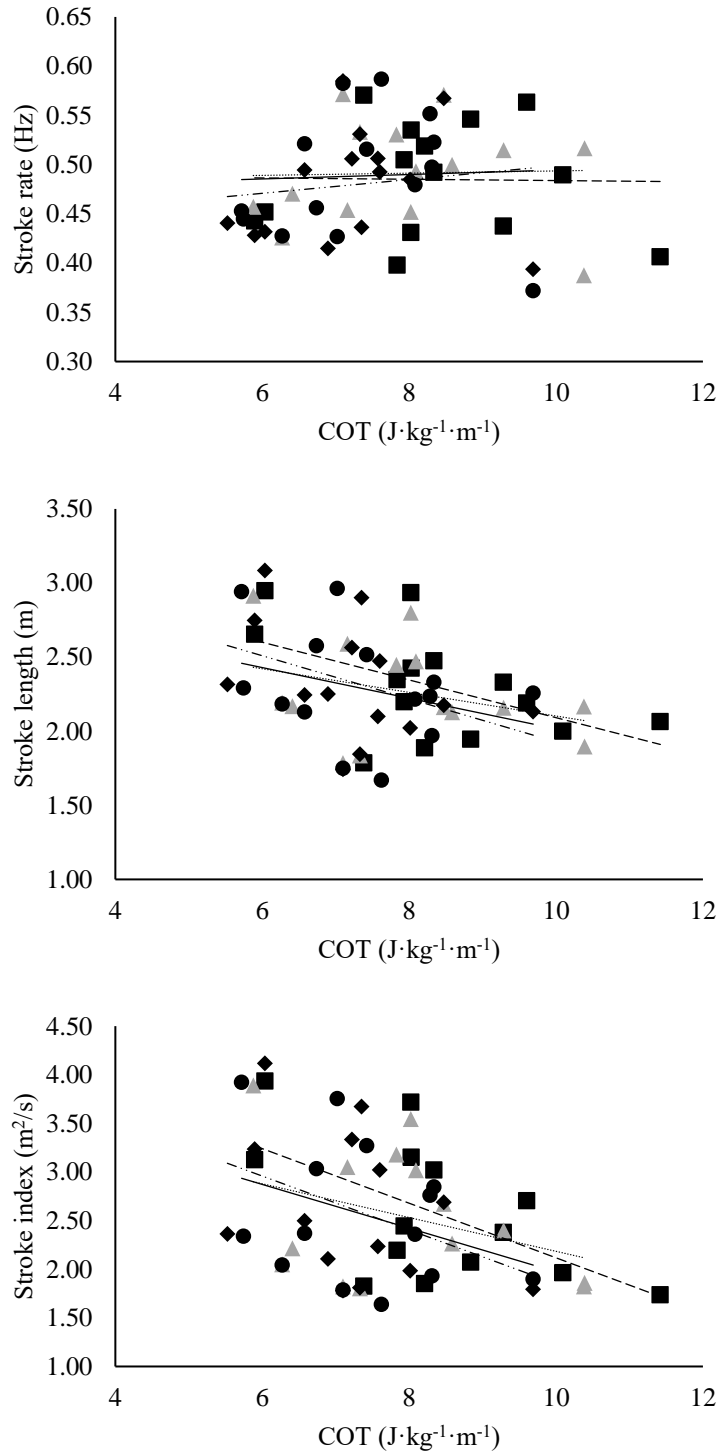 0.65
0.60
0.55
0.50
0.45
0.40
0.35
0.30
Stroke rate (Hz)
4 6 8 10 12
COT (J·kg⁻¹·m⁻¹)
3.50
3.00
2.50
2.00
1.50
1.00
Stroke length (m)
4 6 8 10 12
COT (J·kg⁻¹·m⁻¹)
4.50
4.00
3.50
3.00
2.50
2.00
1.50
1.00
Stroke index (m²/s)
4 6 8 10 12
COT (J·kg⁻¹·m⁻¹)